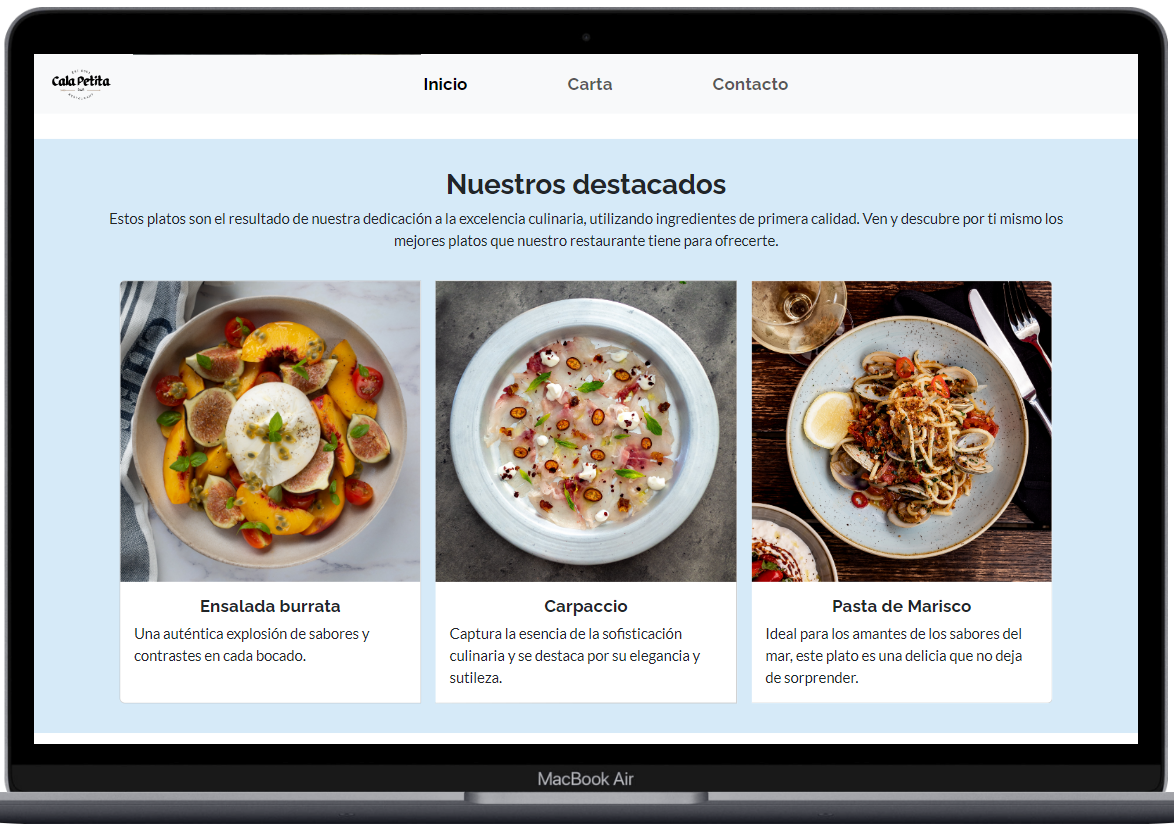 Cala Petita
Inicio
Carta
Contacto
Nuestros destacados
Estos platos son el resultado de nuestra dedicación a la excelencia culinaria, utilizando ingredientes de primera calidad. Ven y descubre por ti mismo los
mejores platos que nuestro restaurante tiene para ofrecerte.
Ensalada burrata
Una auténtica explosión de sabores y
contrastes en cada bocado.
Carpaccio
Captura la esencia de la sofisticación
culinaria y se destaca por su elegancia y
sutileza.
Pasta de Marisco
Ideal para los amantes de los sabores del
mar, este plato es una delicia que no deja
de sorprender.
MacBook Air